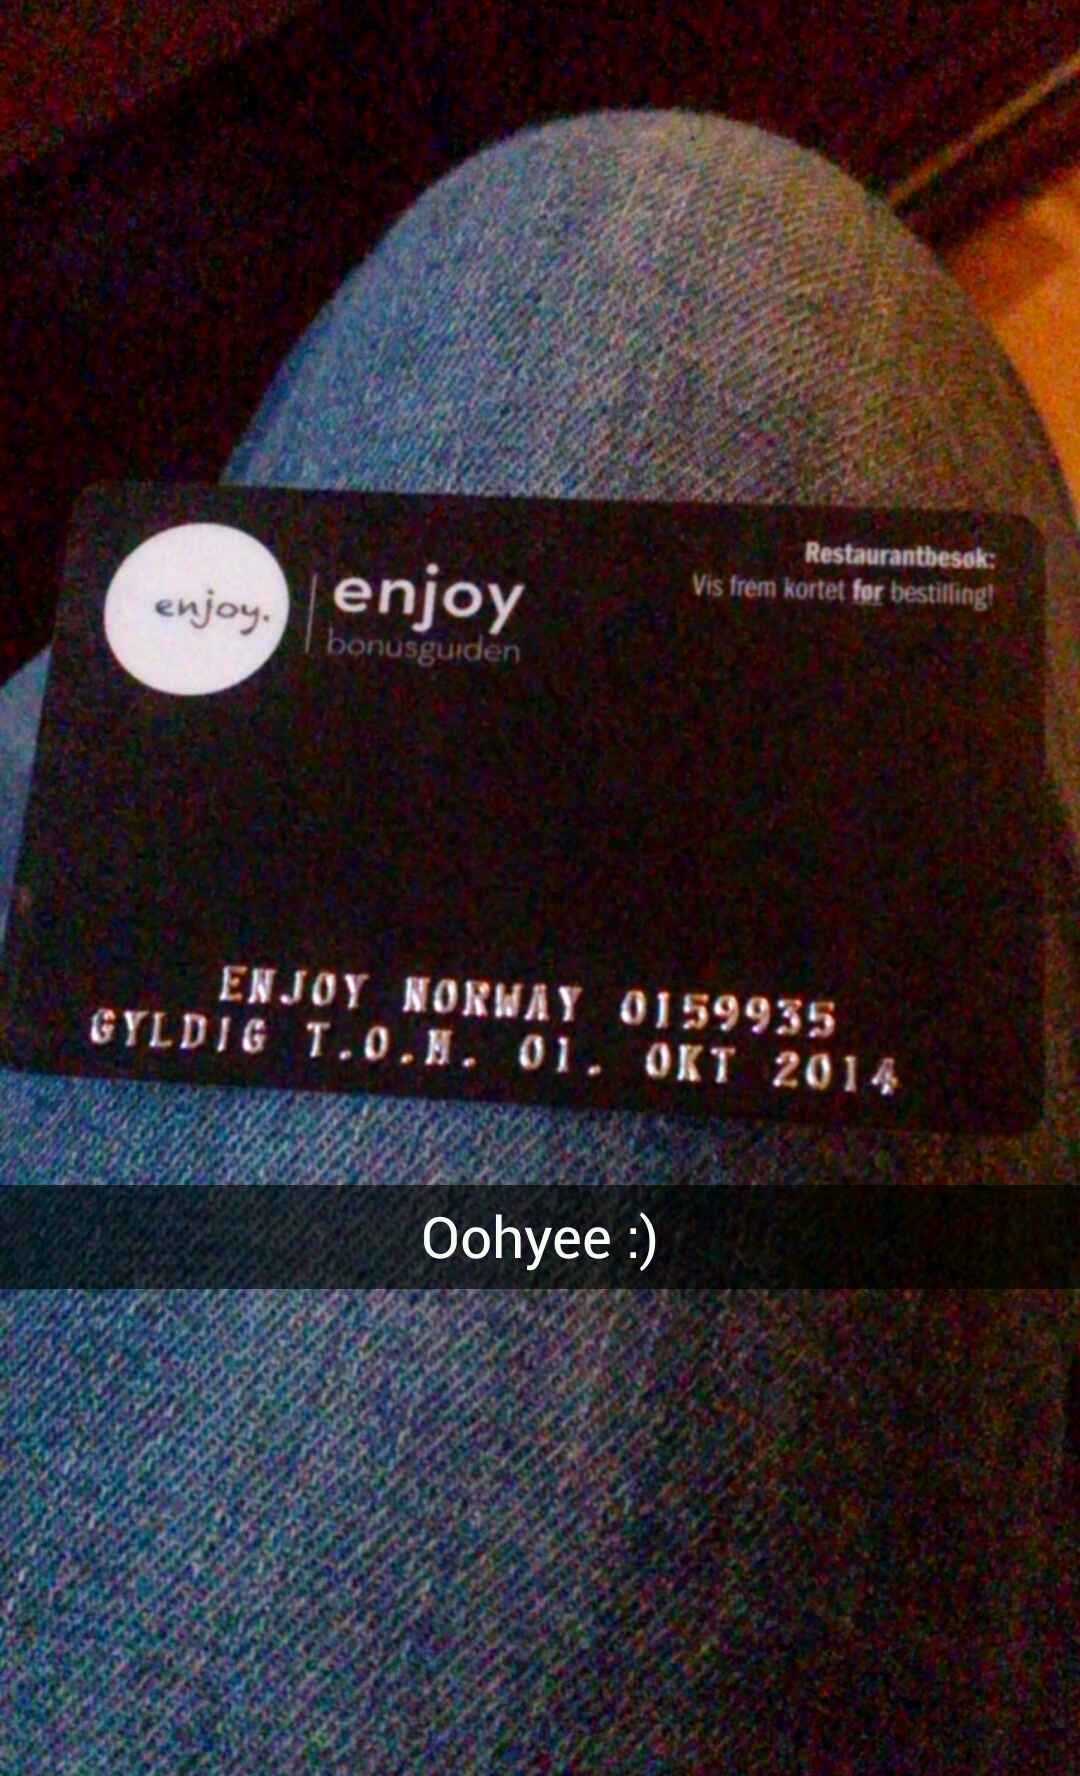 enjoy.
enjoy
bonusguiden
Restaurantbesøk:
Vis frem kortet før bestilling!
ENJOY NORWAY 0159935
GYLDIG T.O.M. 01. OKT 2014
Oohyee :)